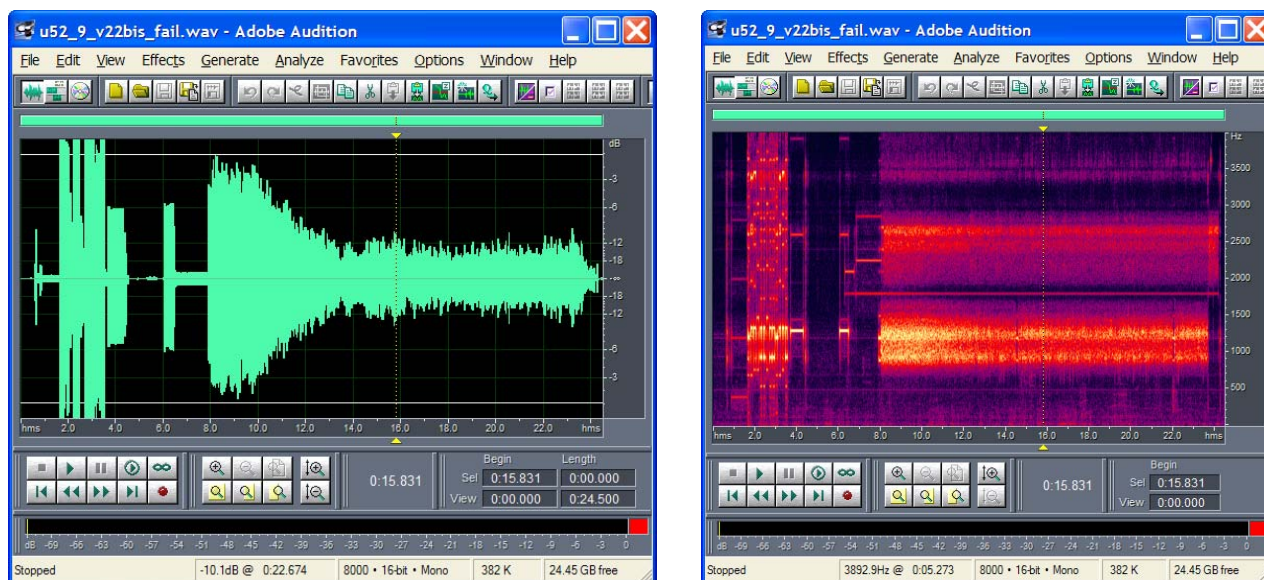 u52_9_v22bis_fail.wav - Adobe Audition
File Edit View Effects Generate Analyze Favorites Options Window Help
dB
-3
-6
-12
-18
-∞
-18
-12
-6
-3
hms 2.0 4.0 6.0 8.0 10.0 12.0 14.0 16.0 18.0 20.0 22.0 hms
0:15.831
Begin Length
Sel 0:15.831 0:00.000
View 0:00.000 0:24.500
dB -69 -66 -63 -60 -57 -54 -51 -48 -45 -42 -39 -36 -33 -30 -27 -24 -21 -18 -15 -12 -9 -6 -3 0
Stopped -10.1dB @ 0:22.674 8000 • 16-bit • Mono 382 K 24.45 GB free
u52_9_v22bis_fail.wav - Adobe Audition
File Edit View Effects Generate Analyze Favorites Options Window Help
Hz
3500
3000
2500
2000
1500
1000
500
hms 2.0 4.0 6.0 8.0 10.0 12.0 14.0 16.0 18.0 20.0 22.0 hms
0:15.831
Begin
Sel 0:15.831
View 0:00.000
dB -69 -66 -63 -60 -57 -54 -51 -48 -45 -42 -39 -36 -33 -30 -27 -24 -21 -18 -15 -12 -9 -6 -3 0
Stopped 3892.9Hz @ 0:05.273 8000 • 16-bit • Mono 382 K 24.45 GB free